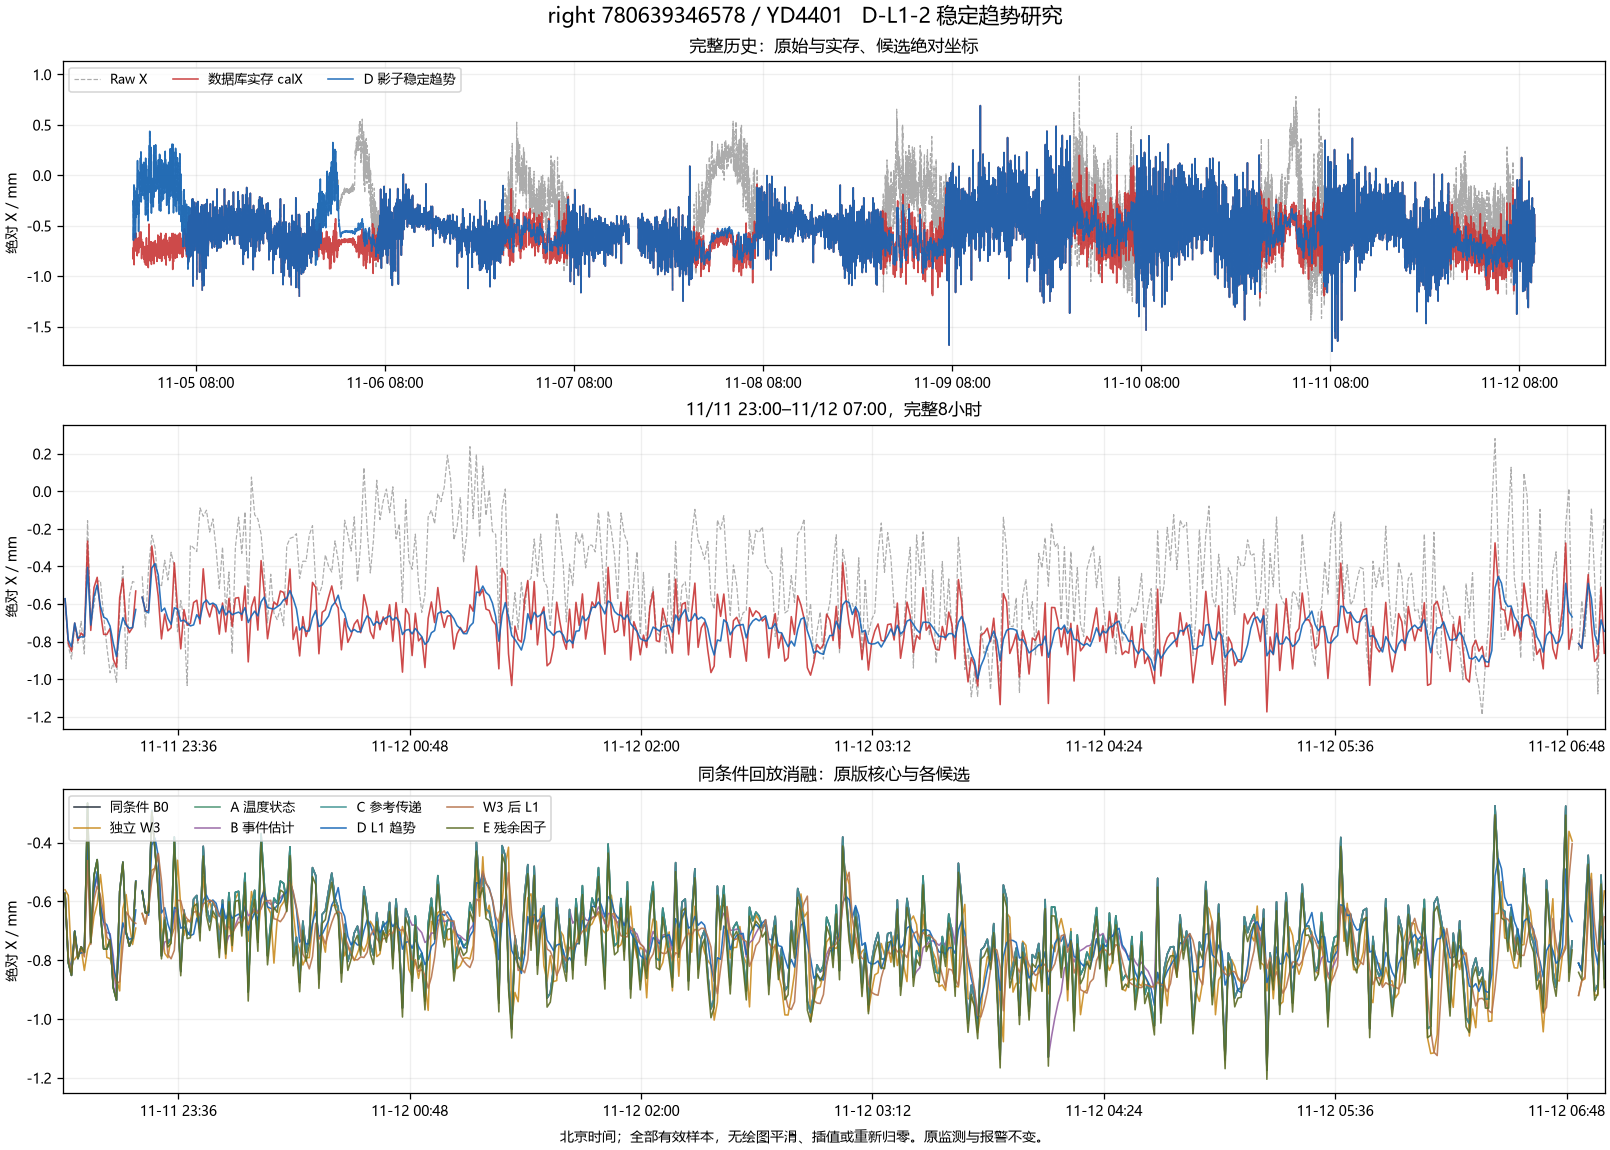 right 780639346578 / YD4401   D-L1-2 稳定趋势研究
完整历史：原始与实存、候选绝对坐标
Raw X  数据库实存 calX  D 影子稳定趋势
绝对 X / mm
1.0
0.5
0.0
-0.5
-1.0
-1.5
11-05 08:00  11-06 08:00  11-07 08:00  11-08 08:00  11-09 08:00  11-10 08:00  11-11 08:00  11-12 08:00
11/11 23:00–11/12 07:00，完整8小时
绝对 X / mm
0.2
0.0
-0.2
-0.4
-0.6
-0.8
-1.0
-1.2
11-11 23:36  11-12 00:48  11-12 02:00  11-12 03:12  11-12 04:24  11-12 05:36  11-12 06:48
同条件回放消融：原版核心与各候选
同条件 B0  A 温度状态  C 参考传递  W3 后 L1
独立 W3  B 事件估计  D L1 趋势  E 残余因子
绝对 X / mm
-0.4
-0.6
-0.8
-1.0
-1.2
11-11 23:36  11-12 00:48  11-12 02:00  11-12 03:12  11-12 04:24  11-12 05:36  11-12 06:48
北京时间；全部有效样本，无绘图平滑、插值或重新归零。原监测与报警不变。